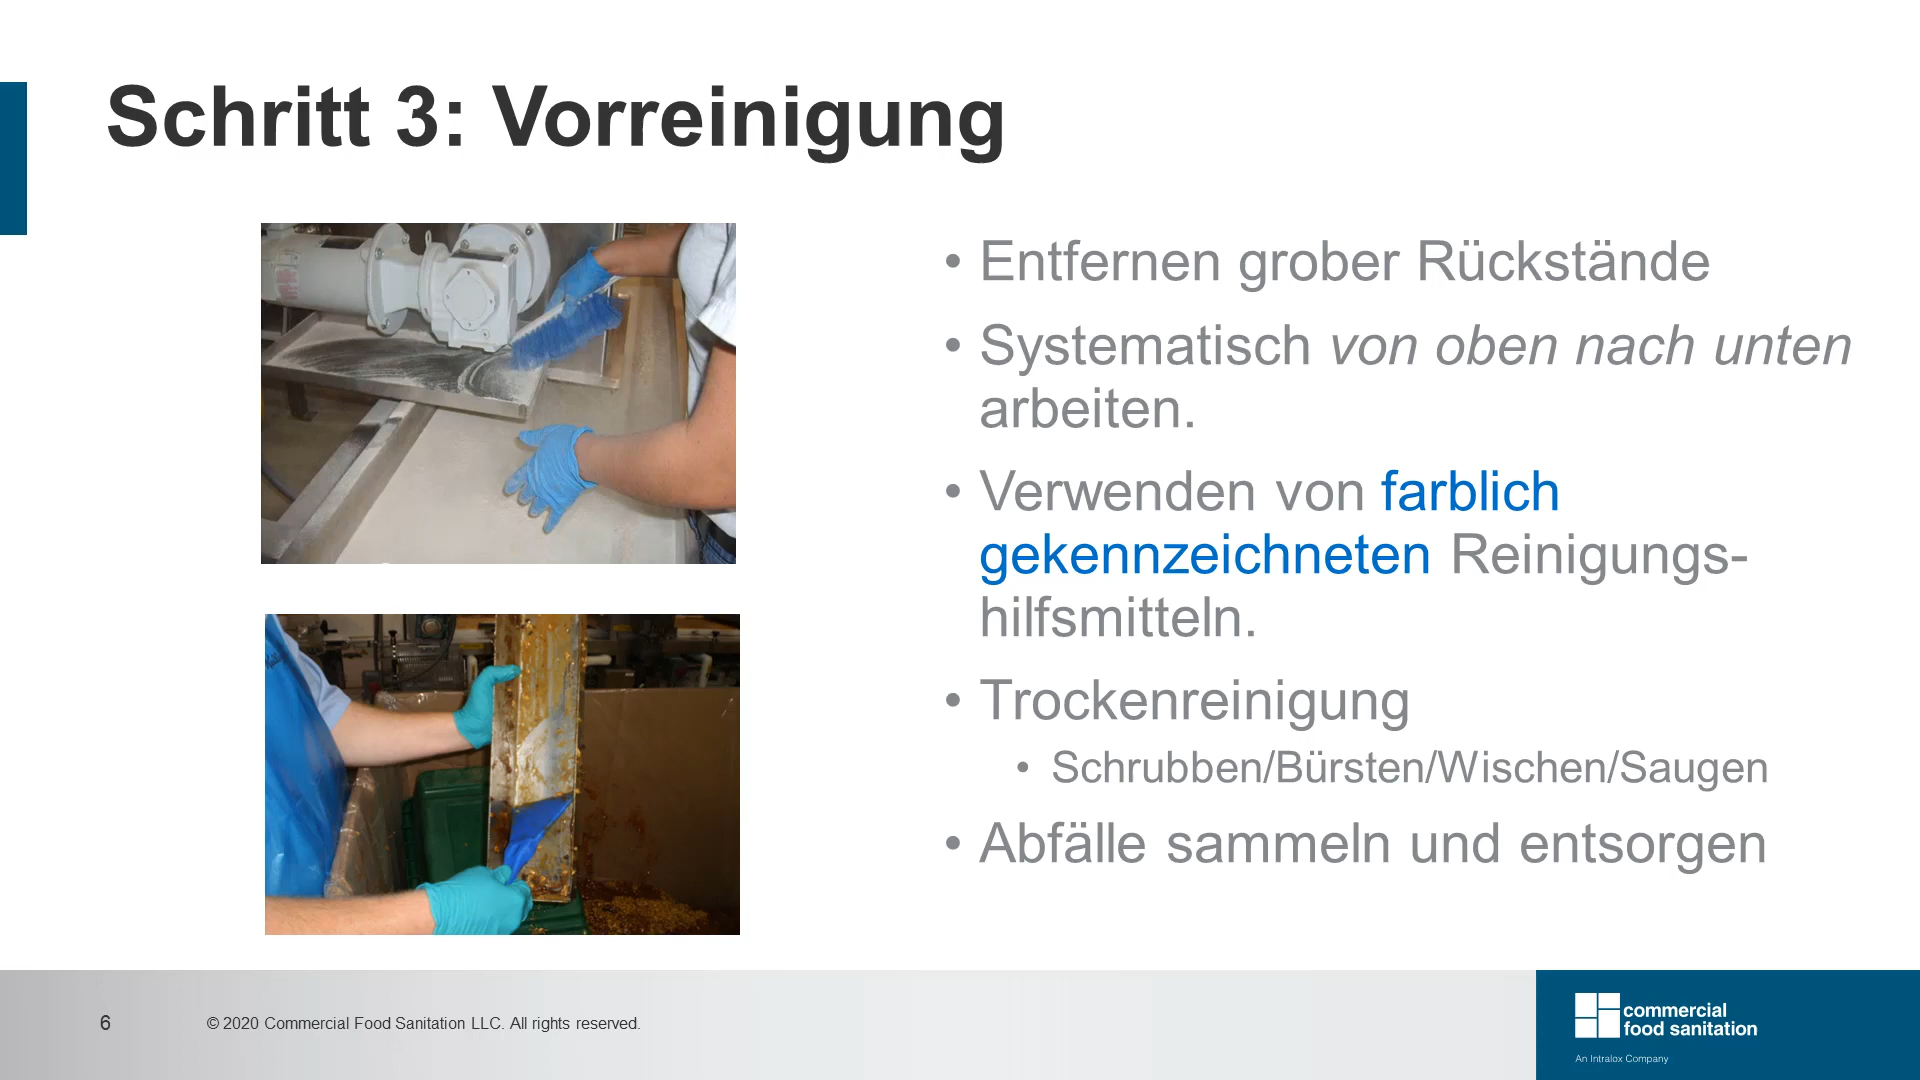 Schritt 3: Vorreinigung
• Entfernen grober Rückstände
• Systematisch von oben nach unten
arbeiten.
• Verwenden von farblich
gekennzeichneten Reinigungs-
hilfsmitteln.
• Trockenreinigung
• Schrubben/Bürsten/Wischen/Saugen
• Abfälle sammeln und entsorgen
6
© 2020 Commercial Food Sanitation LLC. All rights reserved.
commercial
food sanitation
An Intralox Company